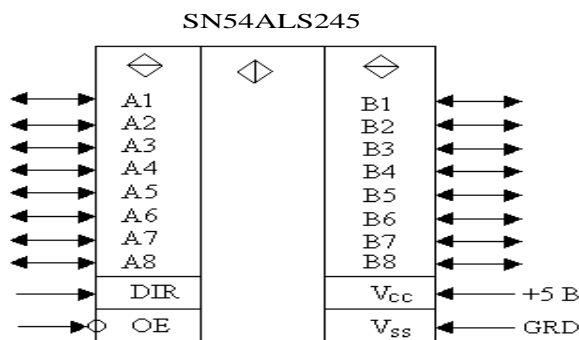 SN54ALS245
A1 B1
A2 B2
A3 B3
A4 B4
A5 B5
A6 B6
A7 B7
A8 B8
DIR Vcc +5 В
OE Vss GRD